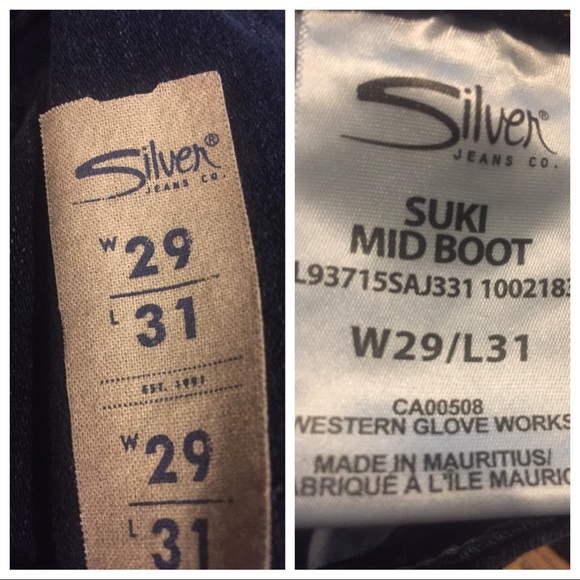 Silver®
JEANS CO.
W 29
L 31
EST. 1991
W 29
L 31
Silver®
JEANS CO.
SUKI
MID BOOT
L93715SAJ331 1002183
W29/L31
CA00508
WESTERN GLOVE WORKS
MADE IN MAURITIUS/
ABRIQUÉ À L'ÎLE MAURIC